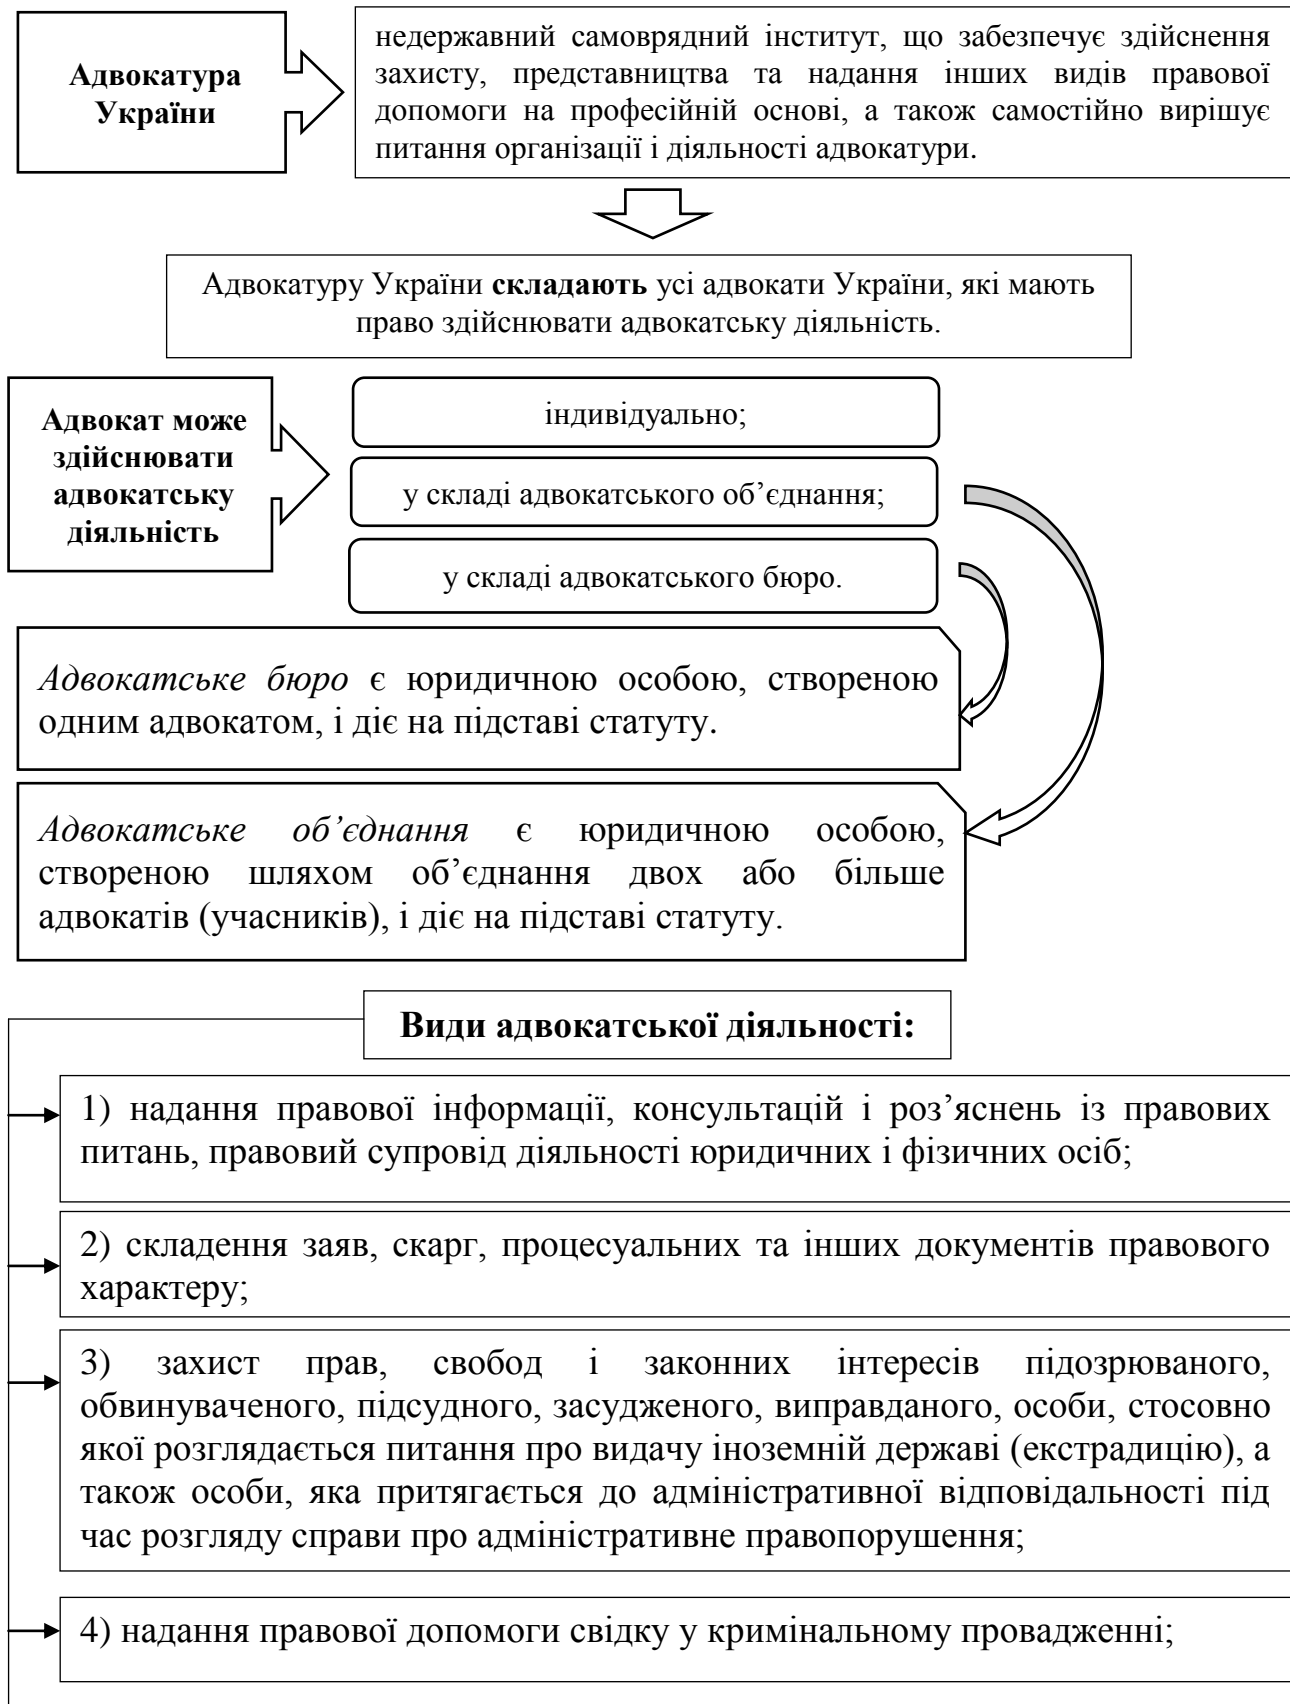 Адвокатура
України
недержавний самоврядний інститут, що забезпечує здійснення
захисту, представництва та надання інших видів правової
допомоги на професійній основі, а також самостійно вирішує
питання організації і діяльності адвокатури.
Адвокатуру України складають усі адвокати України, які мають
право здійснювати адвокатську діяльність.
Адвокат може
здійснювати
адвокатську
діяльність
індивідуально;
у складі адвокатського об’єднання;
у складі адвокатського бюро.
Адвокатське бюро є юридичною особою, створеною
одним адвокатом, і діє на підставі статуту.
Адвокатське об’єднання є юридичною особою,
створеною шляхом об’єднання двох або більше
адвокатів (учасників), і діє на підставі статуту.
Види адвокатської діяльності:
1) надання правової інформації, консультацій і роз’яснень із правових
питань, правовий супровід діяльності юридичних і фізичних осіб;
2) складення заяв, скарг, процесуальних та інших документів правового
характеру;
3) захист прав, свобод і законних інтересів підозрюваного,
обвинуваченого, підсудного, засудженого, виправданого, особи, стосовно
якої розглядається питання про видачу іноземній державі (екстрадицію), а
також особи, яка притягається до адміністративної відповідальності під
час розгляду справи про адміністративне правопорушення;
4) надання правової допомоги свідку у кримінальному провадженні;